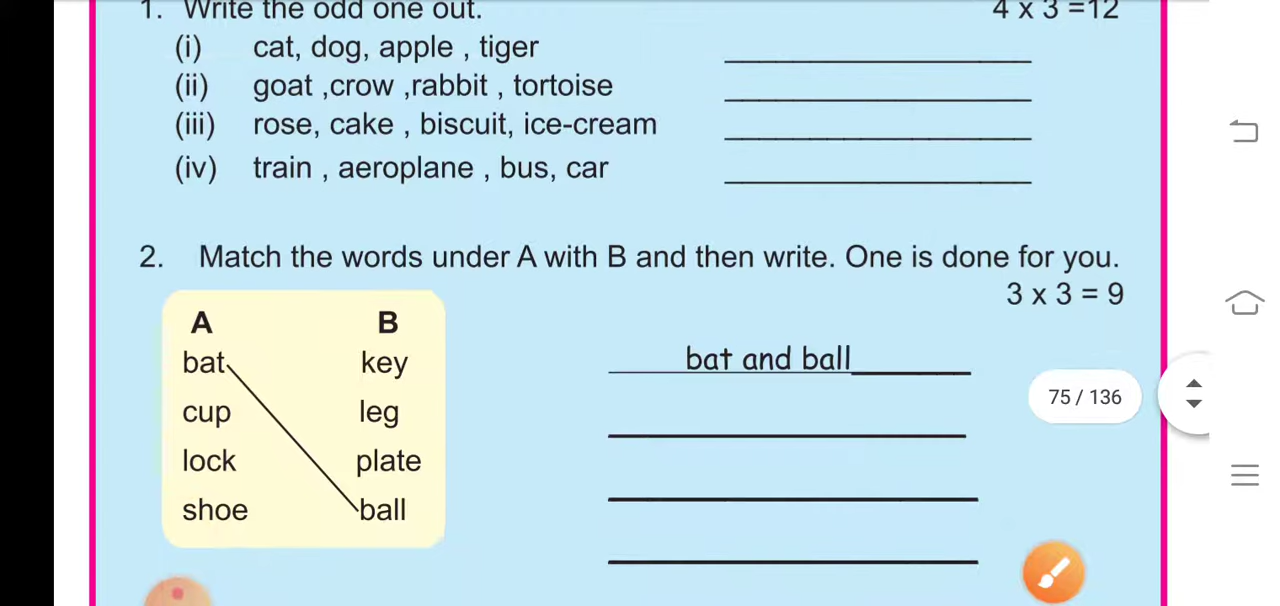 1. Write the odd one out. 4 x 3 =12
(i) cat, dog, apple , tiger
(ii) goat ,crow ,rabbit , tortoise
(iii) rose, cake , biscuit, ice-cream
(iv) train , aeroplane , bus, car
2. Match the words under A with B and then write. One is done for you.
3 x 3 = 9
A B
bat key bat and ball
cup leg
lock plate
shoe ball
75 / 136